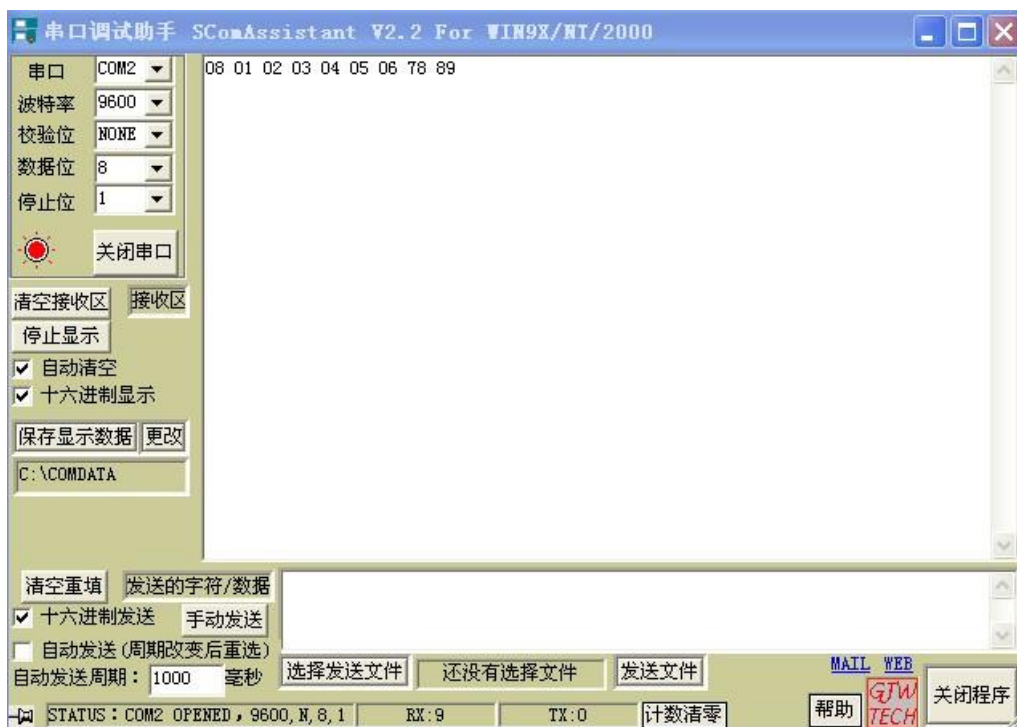 串口调试助手 SComAssistant V2.2 For WIN9X/NT/2000
串口 COM2
08 01 02 03 04 05 06 78 89
波特率 9600
校验位 NONE
数据位 8
停止位 1
关闭串口
清空接收区 接收区
停止显示
自动清空
十六进制显示
保存显示数据 更改
C:\COMDATA
清空重填 发送的字符/数据
十六进制发送 手动发送
自动发送(周期改变后重选)
自动发送周期: 1000 毫秒 选择发送文件 还没有选择文件 发送文件
MAIL WEB
帮助 GJW TECH 关闭程序
STATUS:COM2 OPENED,9600,N,8,1 RX:9 TX:0 计数清零